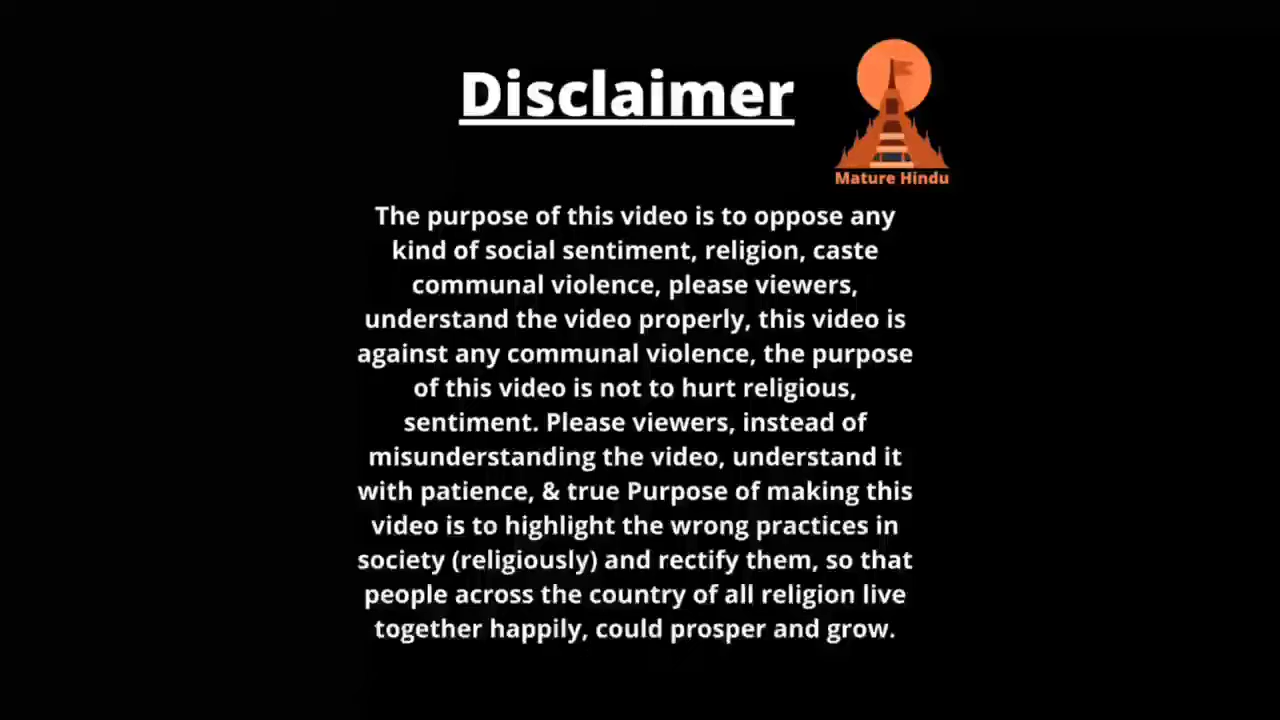 Disclaimer
Mature Hindu
The purpose of this video is to oppose any
kind of social sentiment, religion, caste
communal violence, please viewers,
understand the video properly, this video is
against any communal violence, the purpose
of this video is not to hurt religious,
sentiment. Please viewers, instead of
misunderstanding the video, understand it
with patience, & true Purpose of making this
video is to highlight the wrong practices in
society (religiously) and rectify them, so that
people across the country of all religion live
together happily, could prosper and grow.